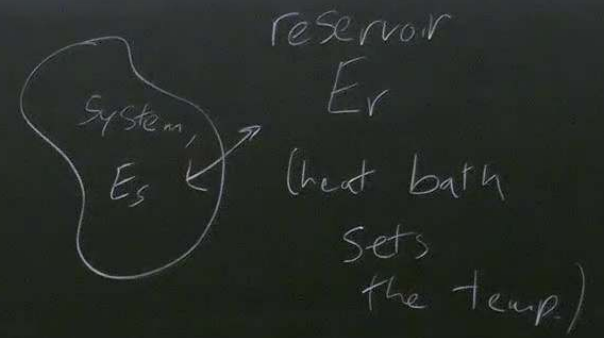 reservoir
Er
System,
Es
(heat bath
sets
the temp.)